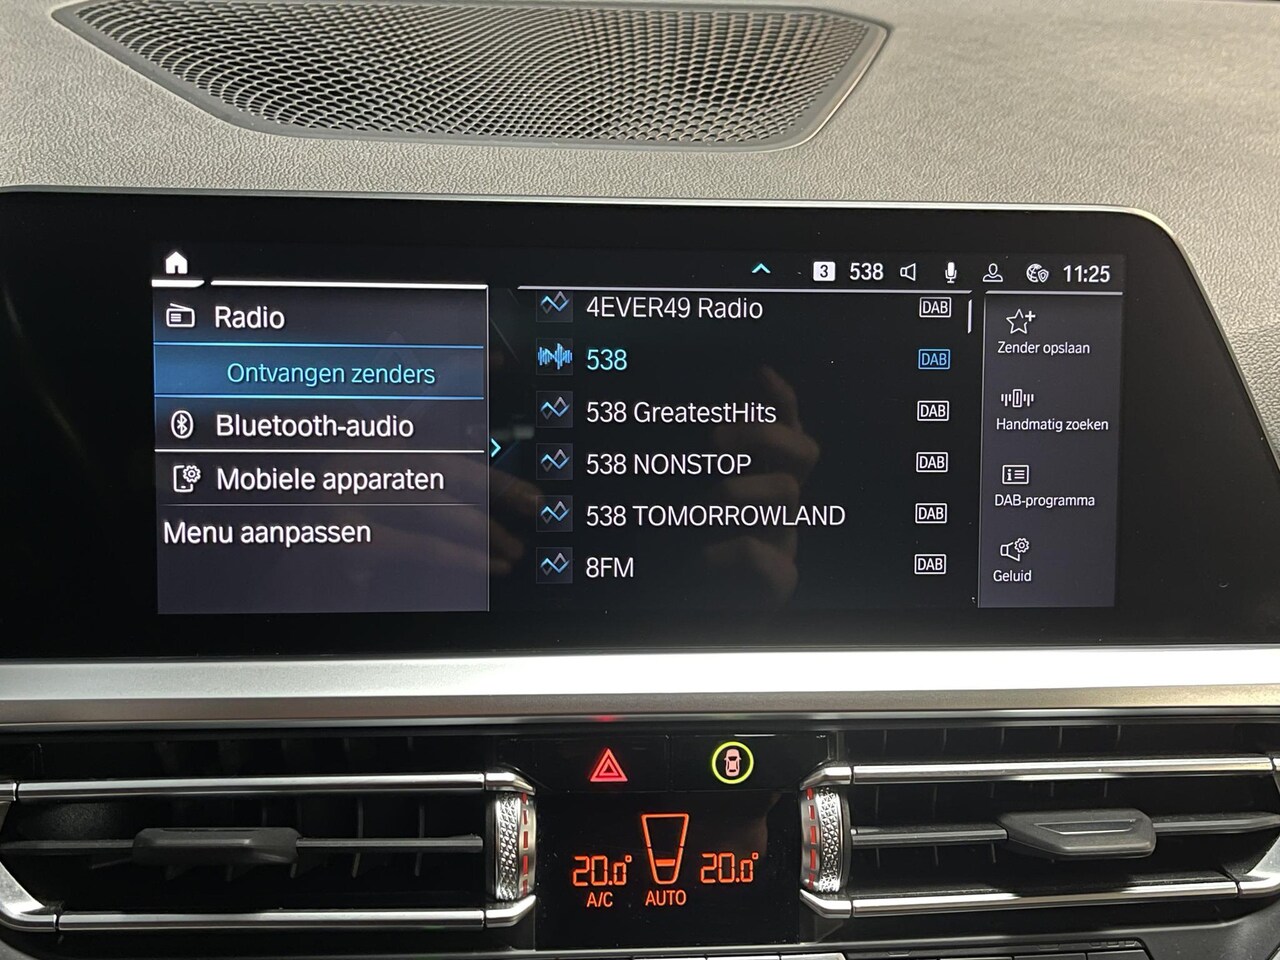 3 538 11:25
Radio
Ontvangen zenders
Bluetooth-audio
Mobiele apparaten
Menu aanpassen
4EVER49 Radio DAB
538 DAB
538 GreatestHits DAB
538 NONSTOP DAB
538 TOMORROWLAND DAB
8FM DAB
Zender opslaan
Handmatig zoeken
DAB-programma
Geluid
20.0° 20.0°
A/C AUTO